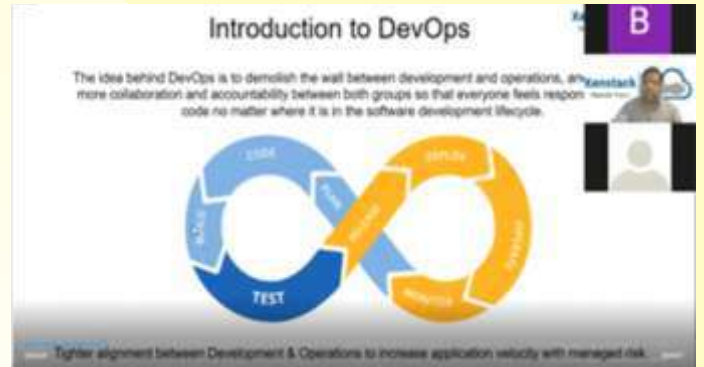 Introduction to DevOps
B
The idea behind DevOps is to demolish the wall between development and operations, an
Xenstack
more collaboration and accountability between both groups so that everyone feels respon
code no matter where it is in the software development lifecycle.
CODE
DEPLOY
PLAN
RELEASE
BUILD
OPERATE
TEST
MONITOR
Tighter alignment between Development & Operations to increase application velocity with managed risk.